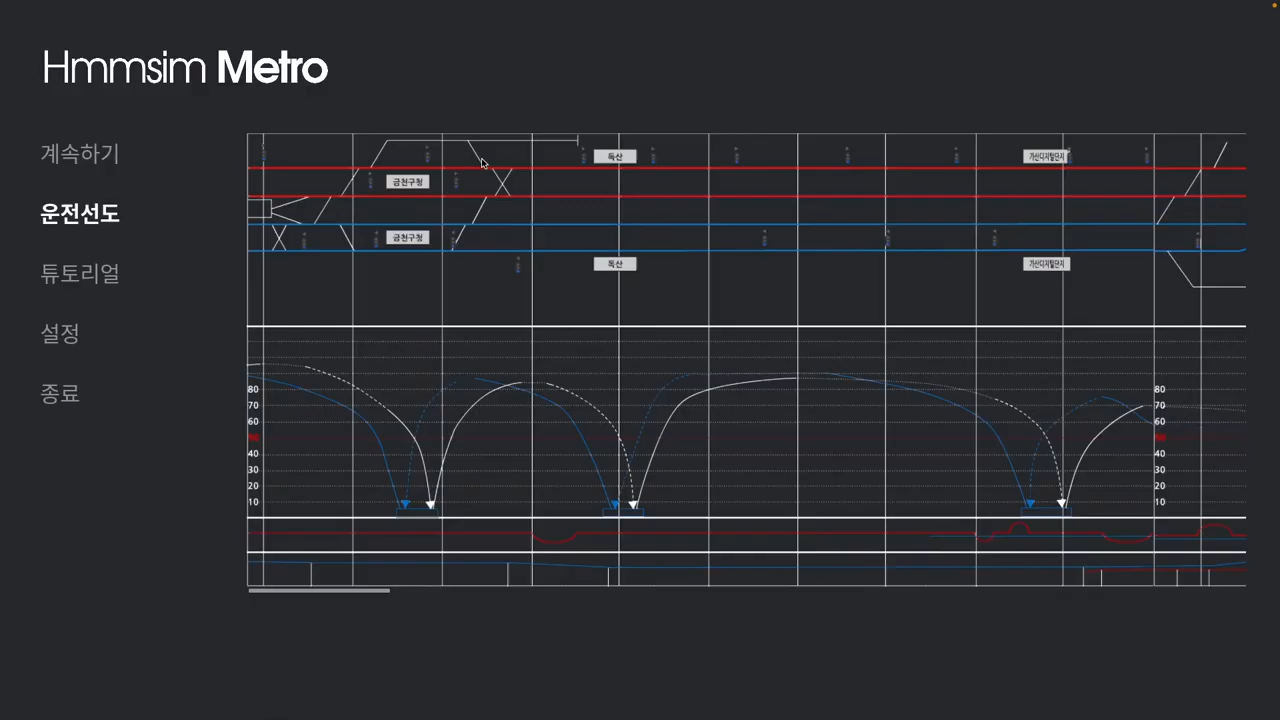 Hmmsim Metro
계속하기
운전선도
튜토리얼
설정
종료
독산
가산디지털단지
금천구청
금천구청
독산
가산디지털단지
80
70
60
40
30
20
10
80
70
60
40
30
20
10